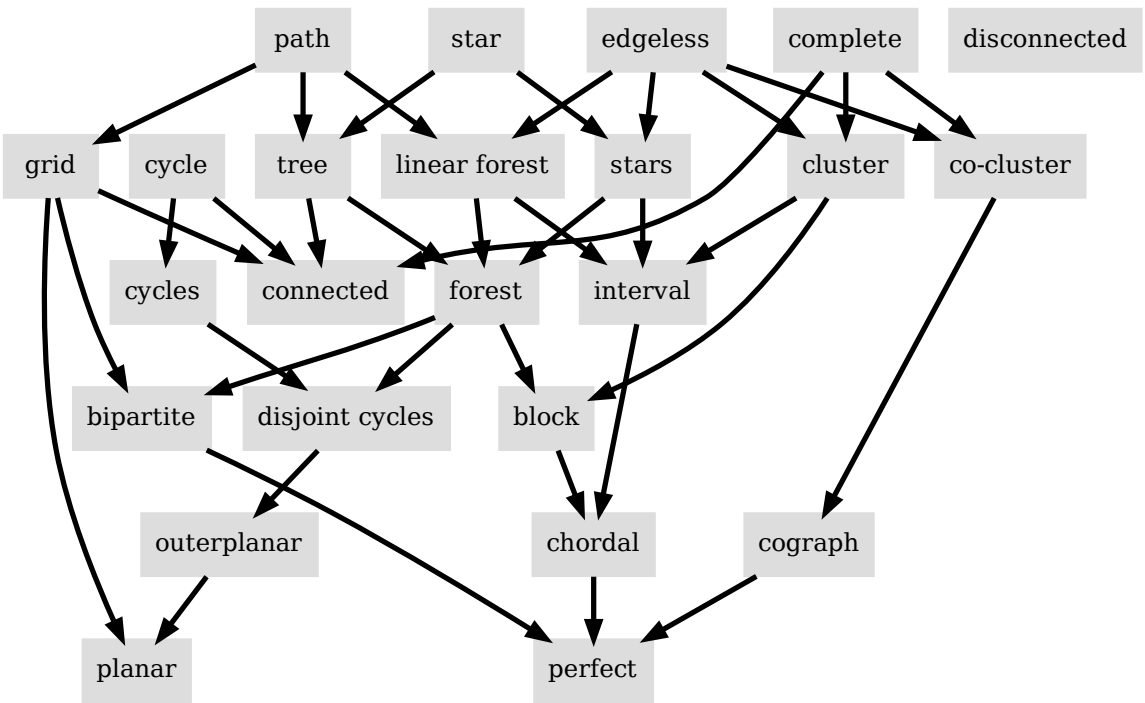 path
star
edgeless
complete
disconnected
grid
cycle
tree
linear forest
stars
cluster
co-cluster
cycles
connected
forest
interval
bipartite
disjoint cycles
block
outerplanar
chordal
cograph
planar
perfect